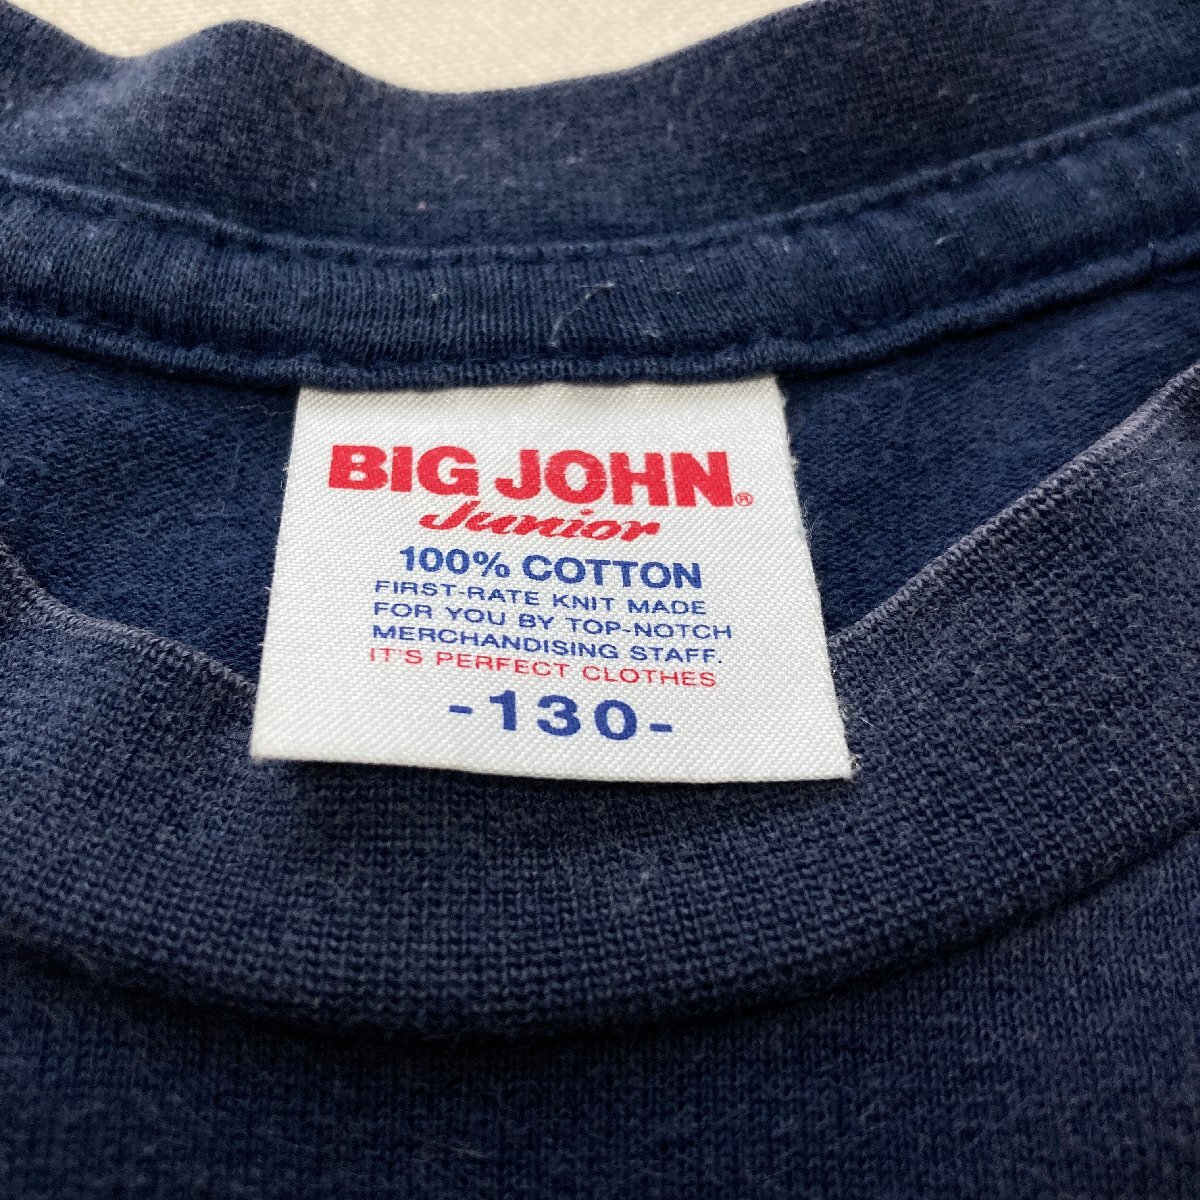 BIG JOHN®
Junior
100% COTTON
FIRST-RATE KNIT MADE
FOR YOU BY TOP-NOTCH
MERCHANDISING STAFF.
IT'S PERFECT CLOTHES
-130-